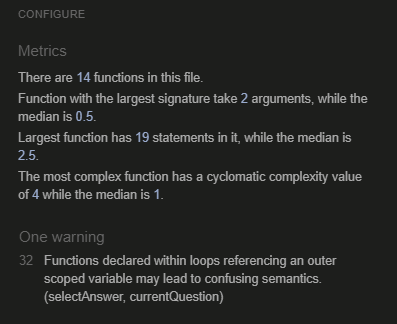 CONFIGURE
Metrics
There are 14 functions in this file.
Function with the largest signature take 2 arguments, while the
median is 0.5.
Largest function has 19 statements in it, while the median is
2.5.
The most complex function has a cyclomatic complexity value
of 4 while the median is 1.
One warning
32 Functions declared within loops referencing an outer
scoped variable may lead to confusing semantics.
(selectAnswer, currentQuestion)